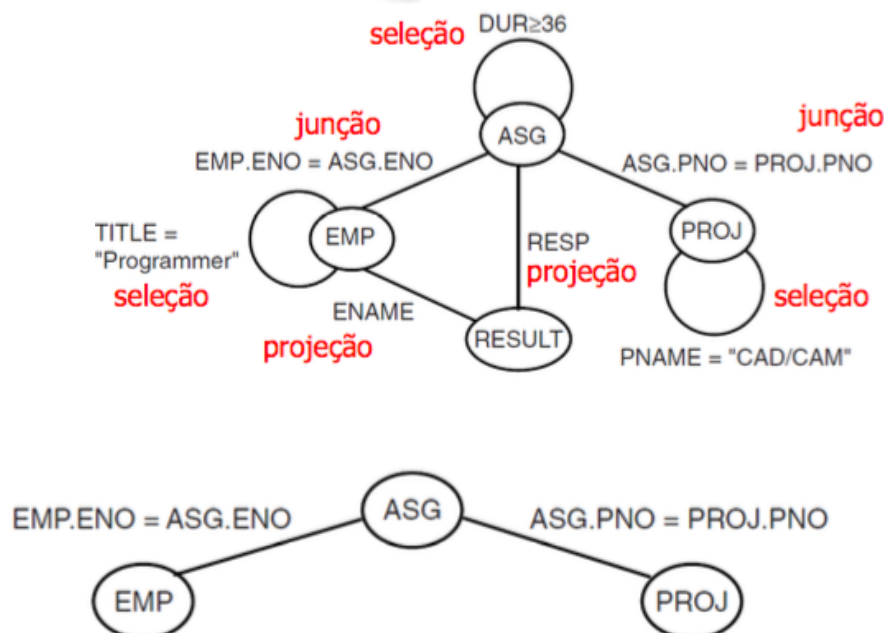 DUR≥36
seleção
ASG
junção
junção
EMP.ENO = ASG.ENO
ASG.PNO = PROJ.PNO
TITLE =
"Programmer"
seleção
EMP
PROJ
RESP
projeção
seleção
ENAME
projeção
RESULT
PNAME = "CAD/CAM"
EMP.ENO = ASG.ENO
ASG
ASG.PNO = PROJ.PNO
EMP
PROJ